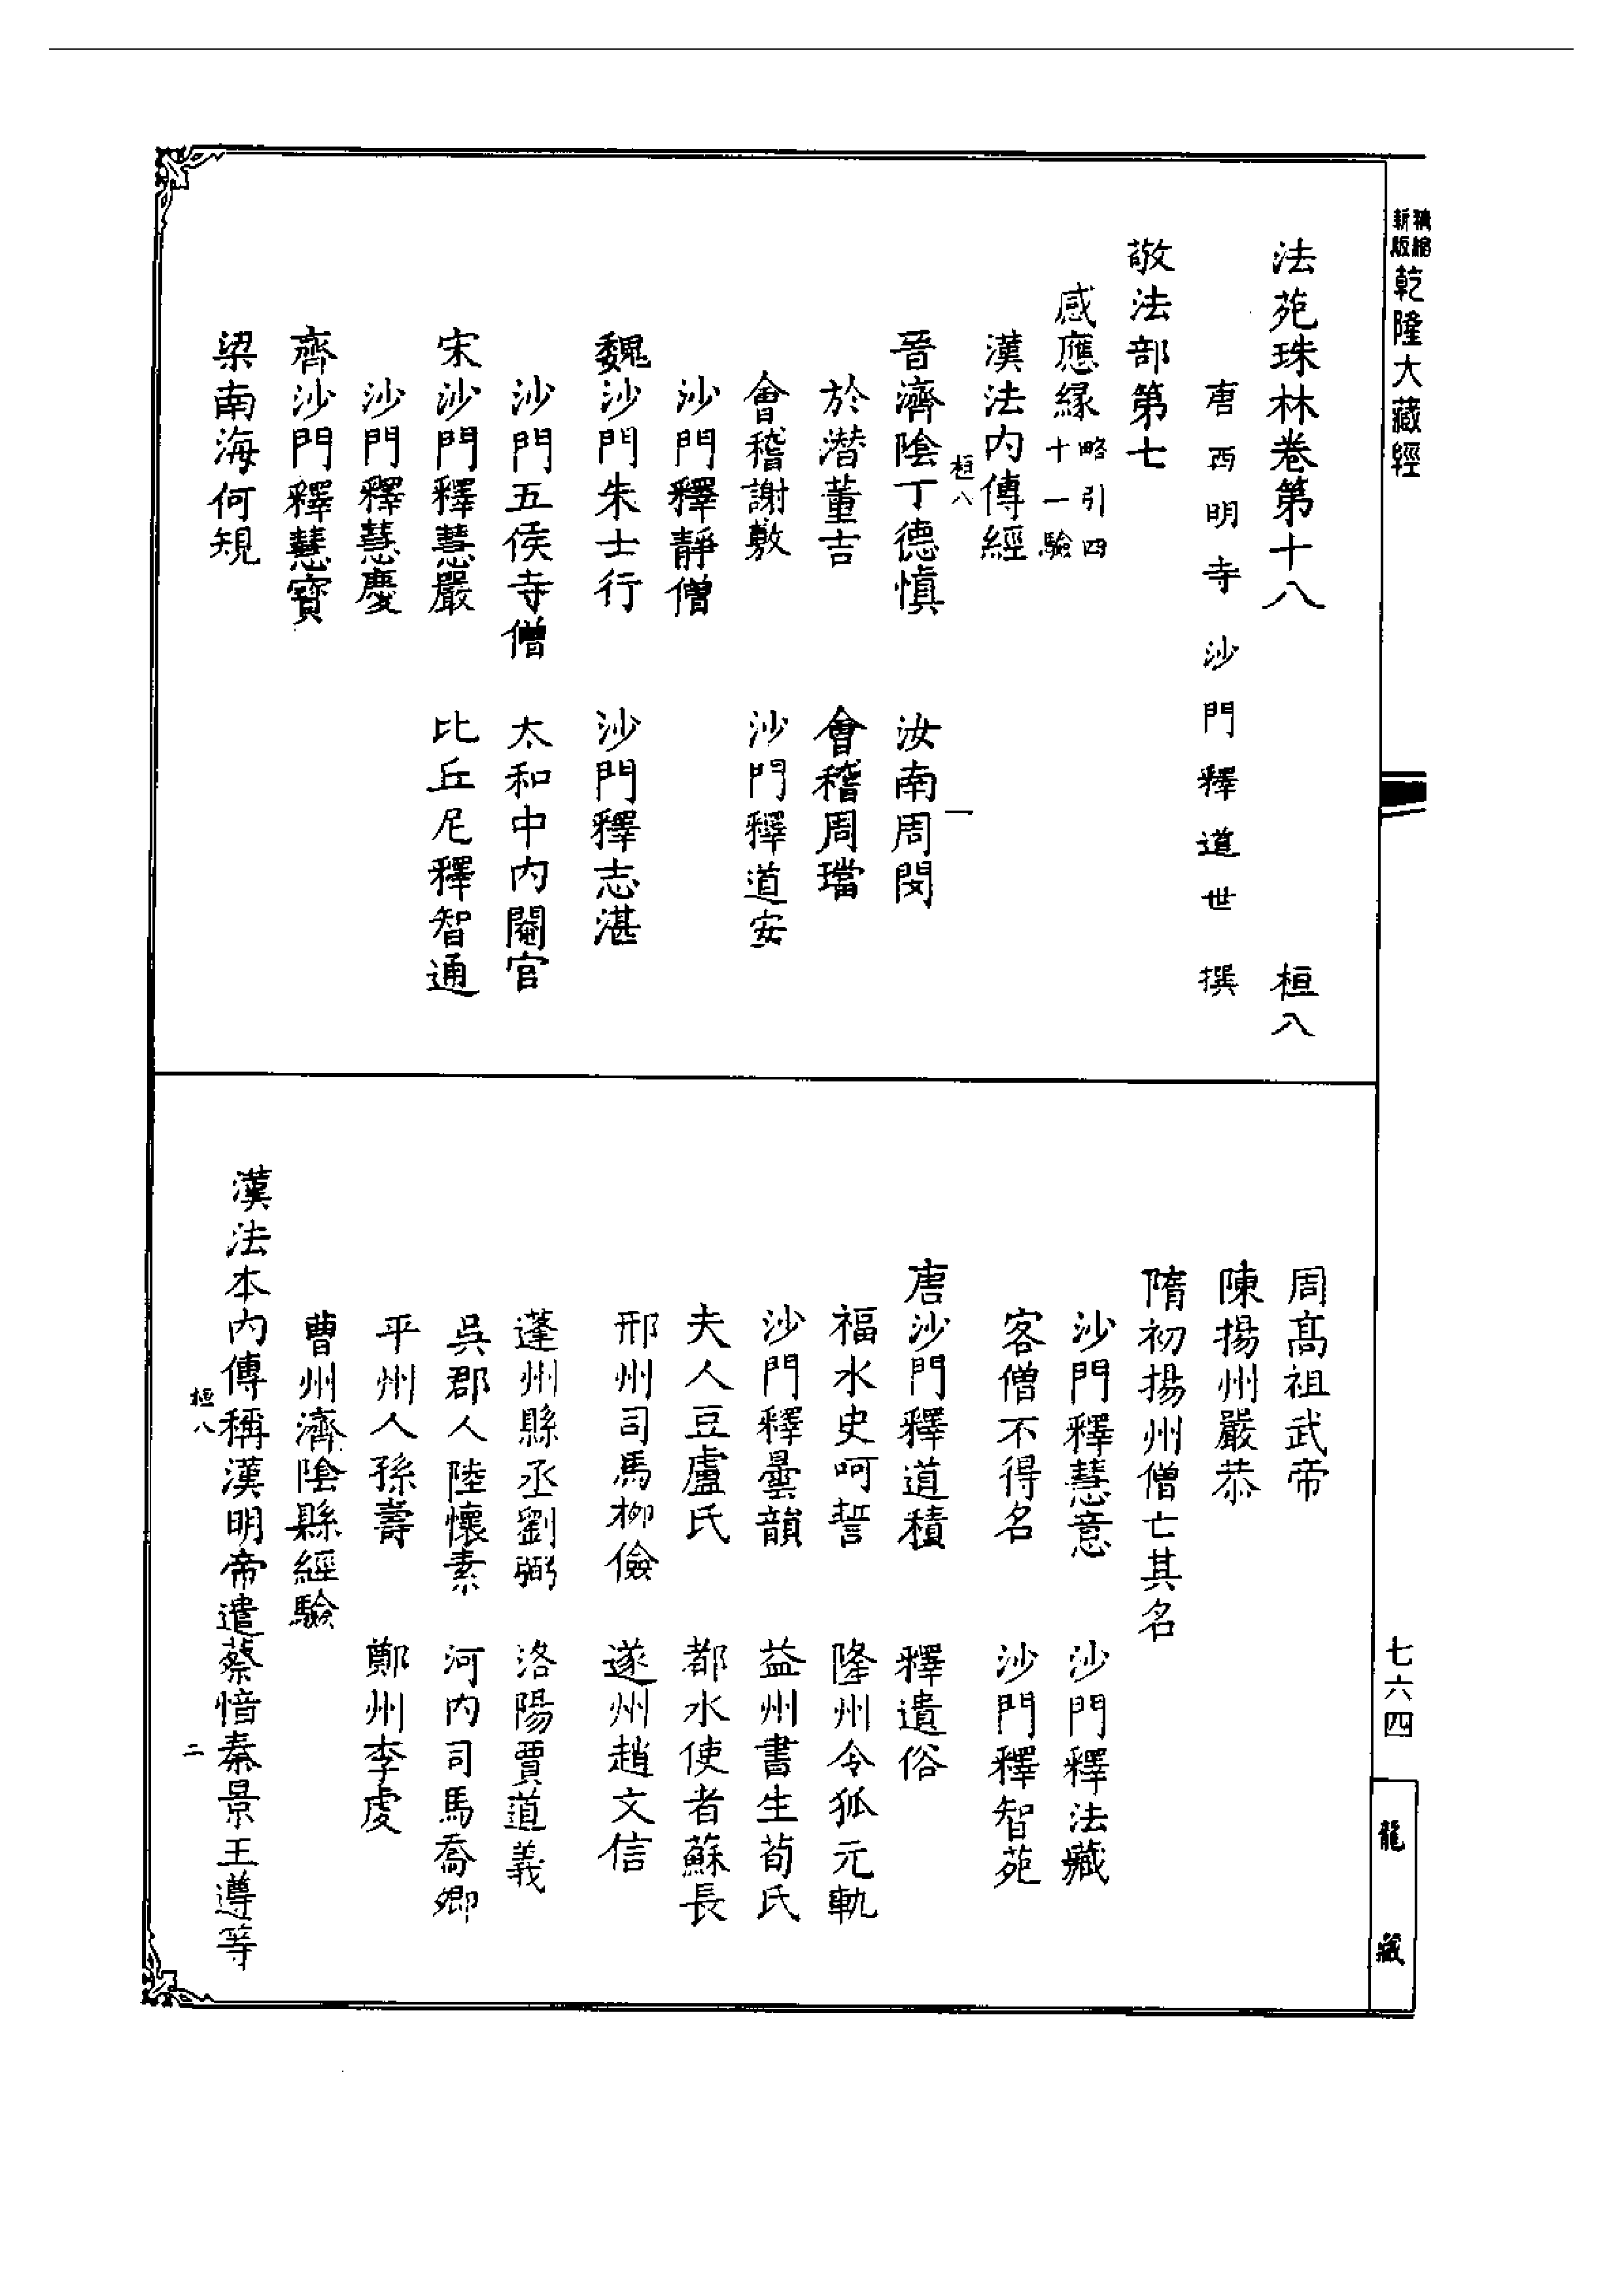 精縮新版乾隆大藏經
法苑珠林卷第十八　桓八
唐西明寺沙門釋道世撰
敬法部第七
感應緣略引四十一驗
漢法內傳經
桓八　一
晉濟陰丁德慎　汝南周閔
於潛董吉　會稽周璫
會稽謝敷　沙門釋道安
沙門釋靜僧
魏沙門朱士行　沙門釋志湛
沙門五侯寺僧　太和中內閹官
宋沙門釋慧嚴　比丘尼釋智通
沙門釋慧慶
齊沙門釋慧寶
梁南海何規
周高祖武帝
陳揚州嚴恭
隋初揚州僧亡其名
沙門釋慧意　沙門釋法藏
客僧不得名　沙門釋智苑
唐沙門釋道積　釋遺俗
福水史呵誓　隆州令狐元軌
沙門釋曇韻　益州書生荀氏
夫人豆盧氏　都水使者蘇長
邢州司馬柳儉　遂州趙文信
蓬州縣丞劉弼　洛陽賈道義
吳郡人陸懷素　河內司馬喬卿
平州人孫壽　鄭州李虔
曹州濟陰縣經驗
漢法本內傳稱漢明帝遣蔡愔秦景王遵等
桓八　二
七六四
龍藏